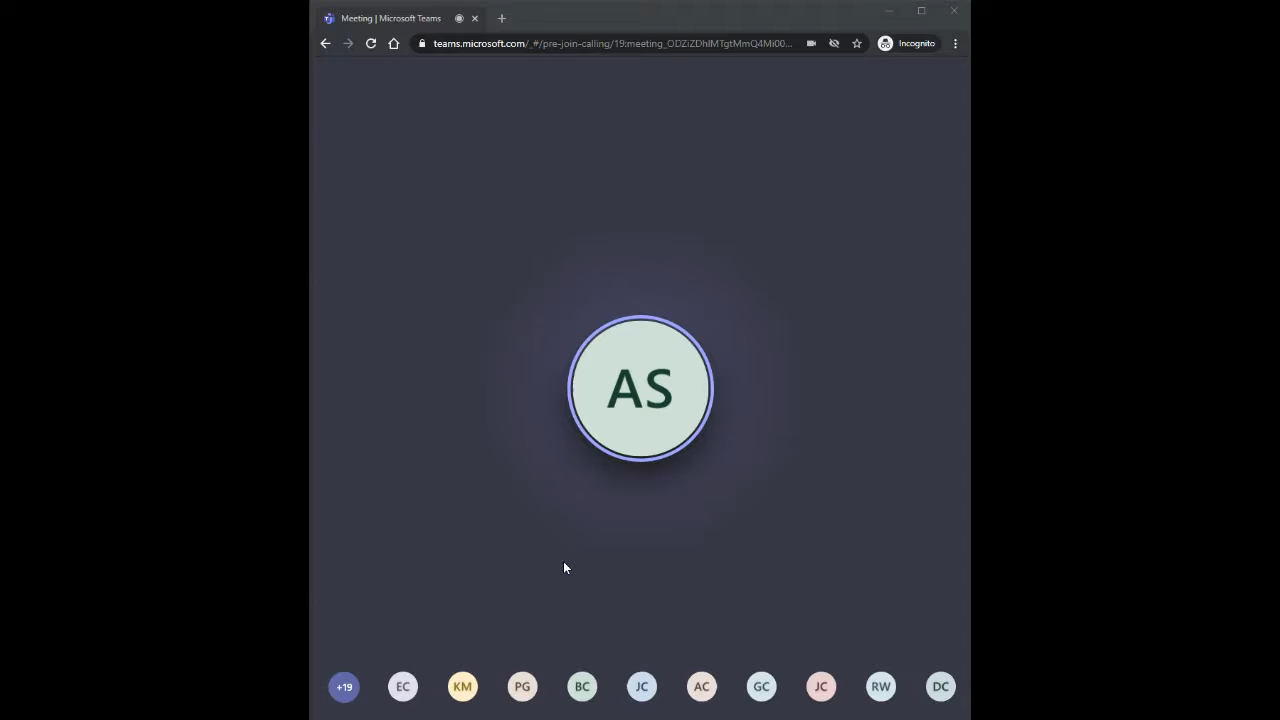 Meeting | Microsoft Teams
teams.microsoft.com/_#/pre-join-calling/19:meeting_ODZiZDhlMTgtMmQ4Mi00...
Incognito
AS
+19 EC KM PG BC JC AC GC JC RW DC